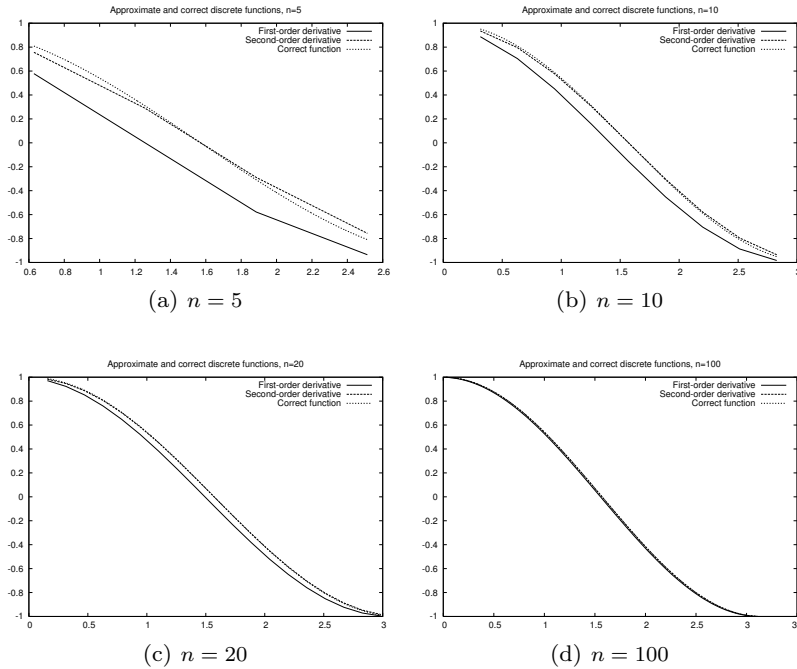 Approximate and correct discrete functions, n=5
First-order derivative
Second-order derivative
Correct function
1
0.8
0.6
0.4
0.2
0
-0.2
-0.4
-0.6
-0.8
-1
0.6 0.8 1 1.2 1.4 1.6 1.8 2 2.2 2.4 2.6
(a) n = 5
Approximate and correct discrete functions, n=10
First-order derivative
Second-order derivative
Correct function
1
0.8
0.6
0.4
0.2
0
-0.2
-0.4
-0.6
-0.8
-1
0 0.5 1 1.5 2 2.5 3
(b) n = 10
Approximate and correct discrete functions, n=20
First-order derivative
Second-order derivative
Correct function
1
0.8
0.6
0.4
0.2
0
-0.2
-0.4
-0.6
-0.8
-1
0 0.5 1 1.5 2 2.5 3
(c) n = 20
Approximate and correct discrete functions, n=100
First-order derivative
Second-order derivative
Correct function
1
0.8
0.6
0.4
0.2
0
-0.2
-0.4
-0.6
-0.8
-1
0 0.5 1 1.5 2 2.5 3 3.5
(d) n = 100